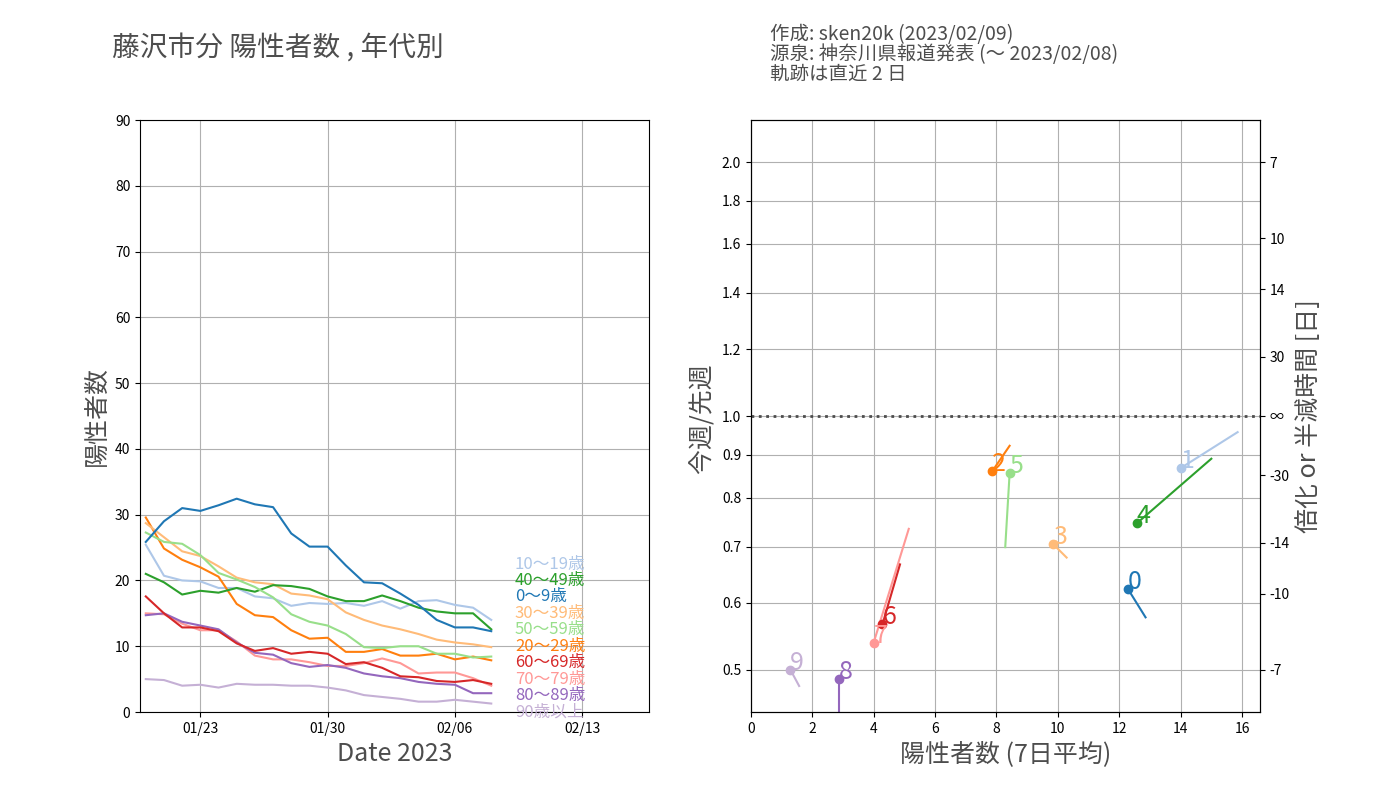 藤沢市分 陽性者数 , 年代別
作成: sken20k (2023/02/09)
源泉: 神奈川県報道発表 (〜 2023/02/08)
軌跡は直近 2 日
陽性者数
90
80
70
60
50
40
30
20
10
0
01/23
01/30
02/06
02/13
Date 2023
10〜19歳
40〜49歳
0〜9歳
30〜39歳
50〜59歳
20〜29歳
60〜69歳
70〜79歳
80〜89歳
90歳以上
今週/先週
2.0
1.8
1.6
1.4
1.2
1.0
0.9
0.8
0.7
0.6
0.5
0
2
4
6
8
10
12
14
16
陽性者数 (7日平均)
7
10
14
30
∞
-30
-14
-10
-7
倍化 or 半減時間 [日]
1
2
5
4
3
0
6
7
9
8